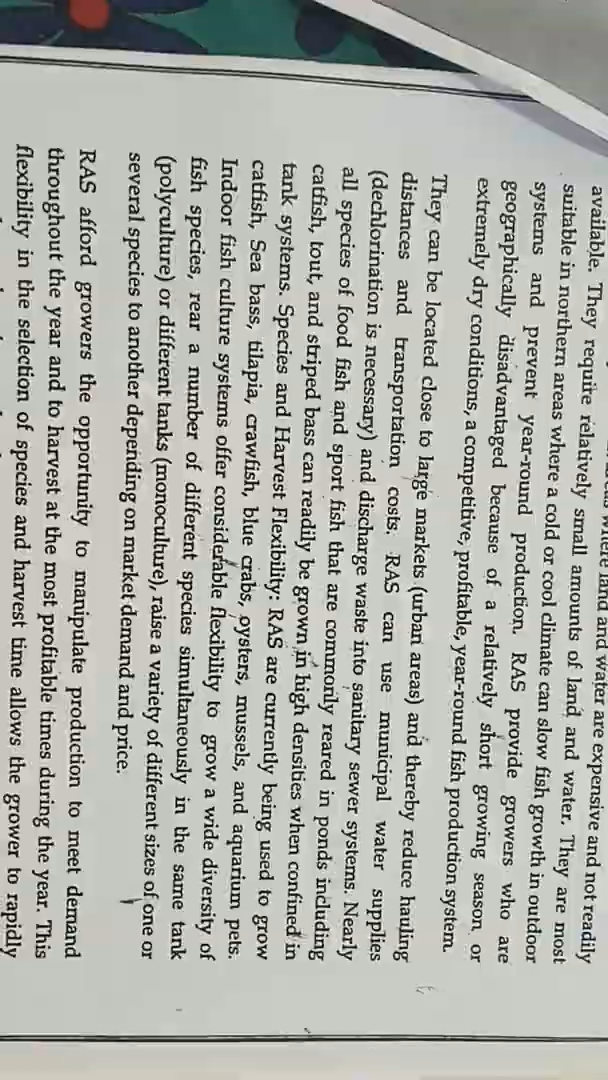 where land and water are expensive and not readily
available. They require relatively small amounts of land and water. They are most
suitable in northern areas where a cold or cool climate can slow fish growth in outdoor
systems and prevent year-round production. RAS provide growers who are
geographically disadvantaged because of a relatively short growing season or
extremely dry conditions, a competitive, profitable, year-round fish production system.
They can be located close to large markets (urban areas) and thereby reduce hauling
distances and transportation costs. RAS can use municipal water supplies
(dechlorination is necessary) and discharge waste into sanitary sewer systems. Nearly
all species of food fish and sport fish that are commonly reared in ponds including
catfish, tout, and striped bass can readily be grown in high densities when confined in
tank systems. Species and Harvest Flexibility: RAS are currently being used to grow
catfish, Sea bass, tilapia, crawfish, blue crabs, oysters, mussels, and aquarium pets.
Indoor fish culture systems offer considerable flexibility to grow a wide diversity of
fish species, rear a number of different species simultaneously in the same tank
(polyculture) or different tanks (monoculture), raise a variety of different sizes of one or
several species to another depending on market demand and price.
RAS afford growers the opportunity to manipulate production to meet demand
throughout the year and to harvest at the most profitable times during the year. This
flexibility in the selection of species and harvest time allows the grower to rapidly